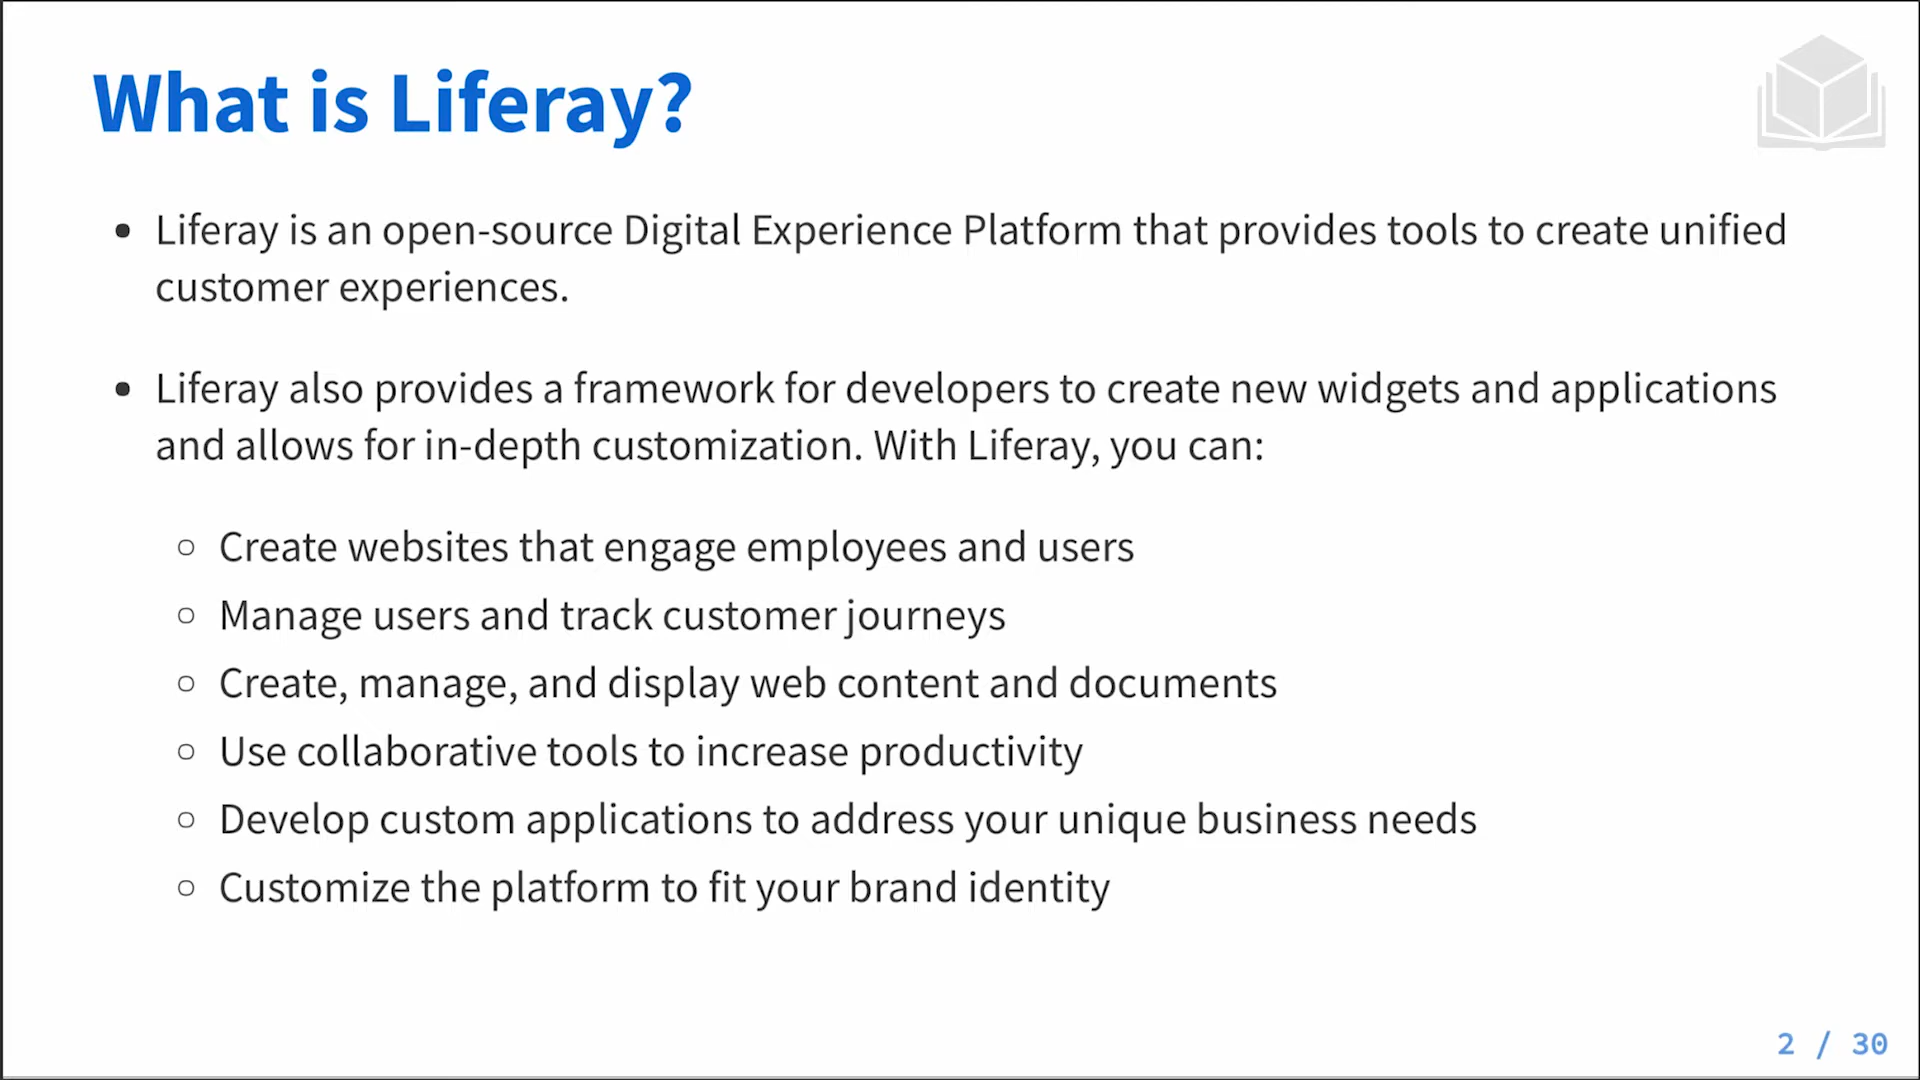 What is Liferay?
• Liferay is an open-source Digital Experience Platform that provides tools to create unified
customer experiences.
• Liferay also provides a framework for developers to create new widgets and applications
and allows for in-depth customization. With Liferay, you can:
○ Create websites that engage employees and users
○ Manage users and track customer journeys
○ Create, manage, and display web content and documents
○ Use collaborative tools to increase productivity
○ Develop custom applications to address your unique business needs
○ Customize the platform to fit your brand identity
2 / 30